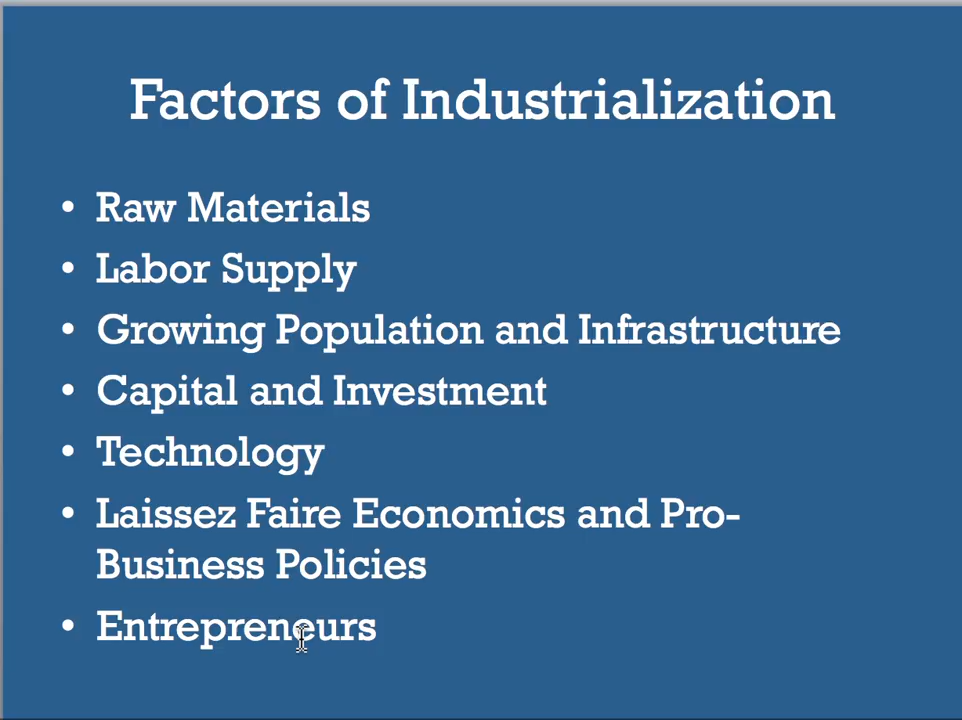 Factors of Industrialization
• Raw Materials
• Labor Supply
• Growing Population and Infrastructure
• Capital and Investment
• Technology
• Laissez Faire Economics and Pro-
Business Policies
• Entrepreneurs